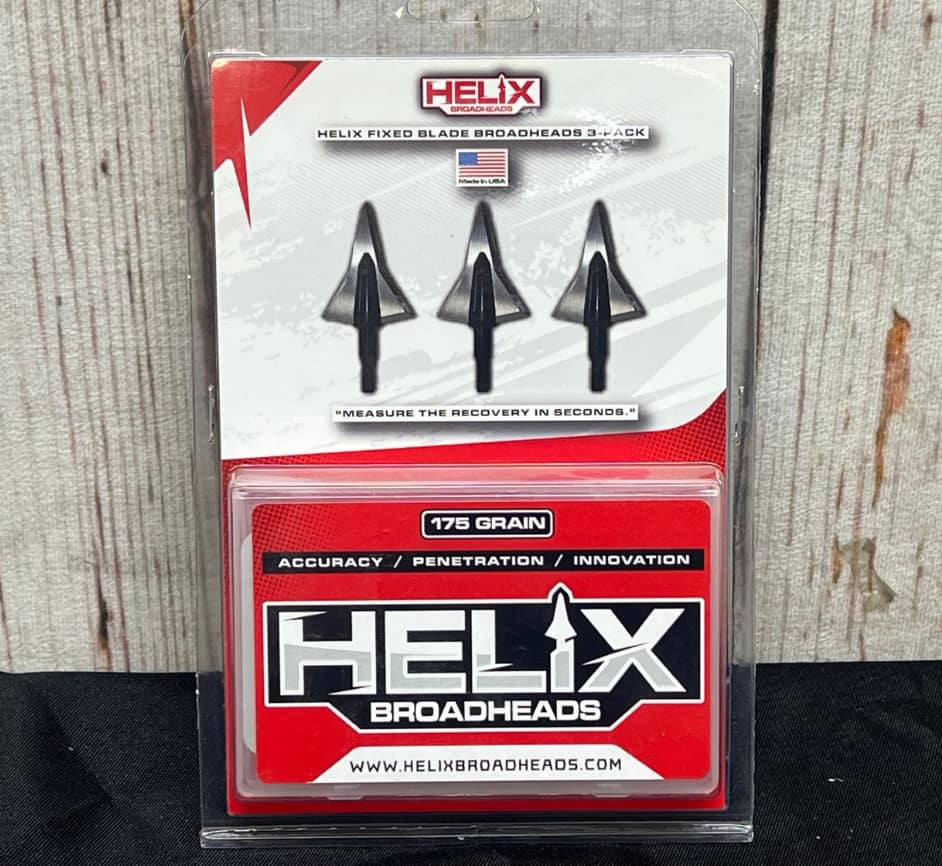 HELIX
BROADHEADS
HELIX FIXED BLADE BROADHEADS 3-PACK
Made In USA
"MEASURE THE RECOVERY IN SECONDS."
175 GRAIN
ACCURACY / PENETRATION / INNOVATION
HELIX
BROADHEADS
WWW.HELIXBROADHEADS.COM